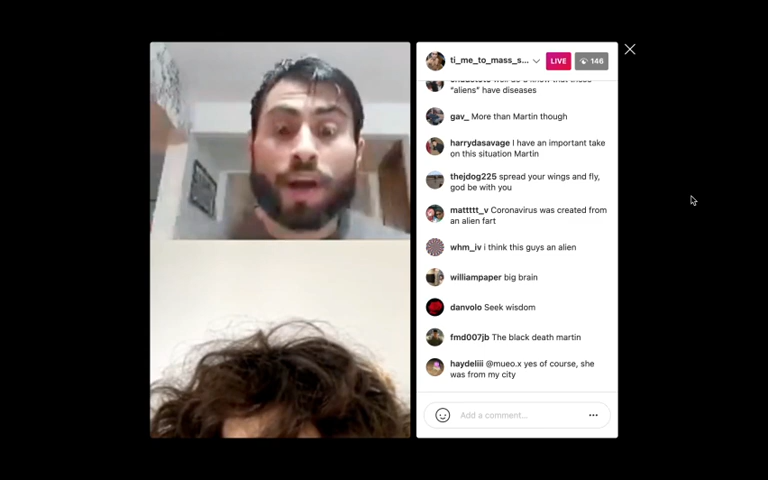 ti_me_to_mass_s...
LIVE
146
"aliens" have diseases
gav_ More than Martin though
harrydasavage I have an important take
on this situation Martin
thejdog225 spread your wings and fly,
god be with you
mattttt_v Coronavirus was created from
an alien fart
whm_iv i think this guys an alien
williampaper big brain
danvolo Seek wisdom
fmd007jb The black death martin
haydeliii @mueo.x yes of course, she
was from my city
Add a comment...